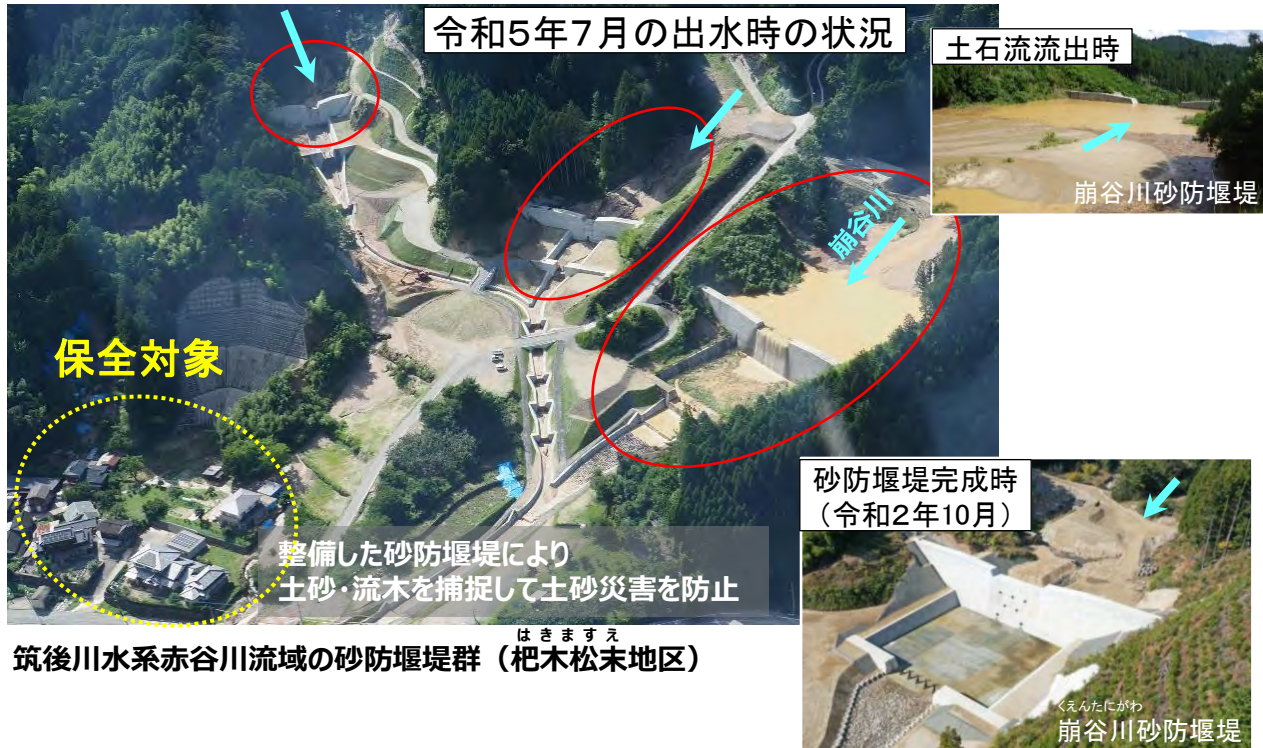 令和5年7月の出水時の状況
土石流流出時
崩谷川砂防堰堤
崩谷川
保全対象
砂防堰堤完成時
（令和2年10月）
整備した砂防堰堤により
土砂・流木を捕捉して土砂災害を防止
はきますえ
筑後川水系赤谷川流域の砂防堰堤群（杷木松末地区）
くえんたにがわ
崩谷川砂防堰堤